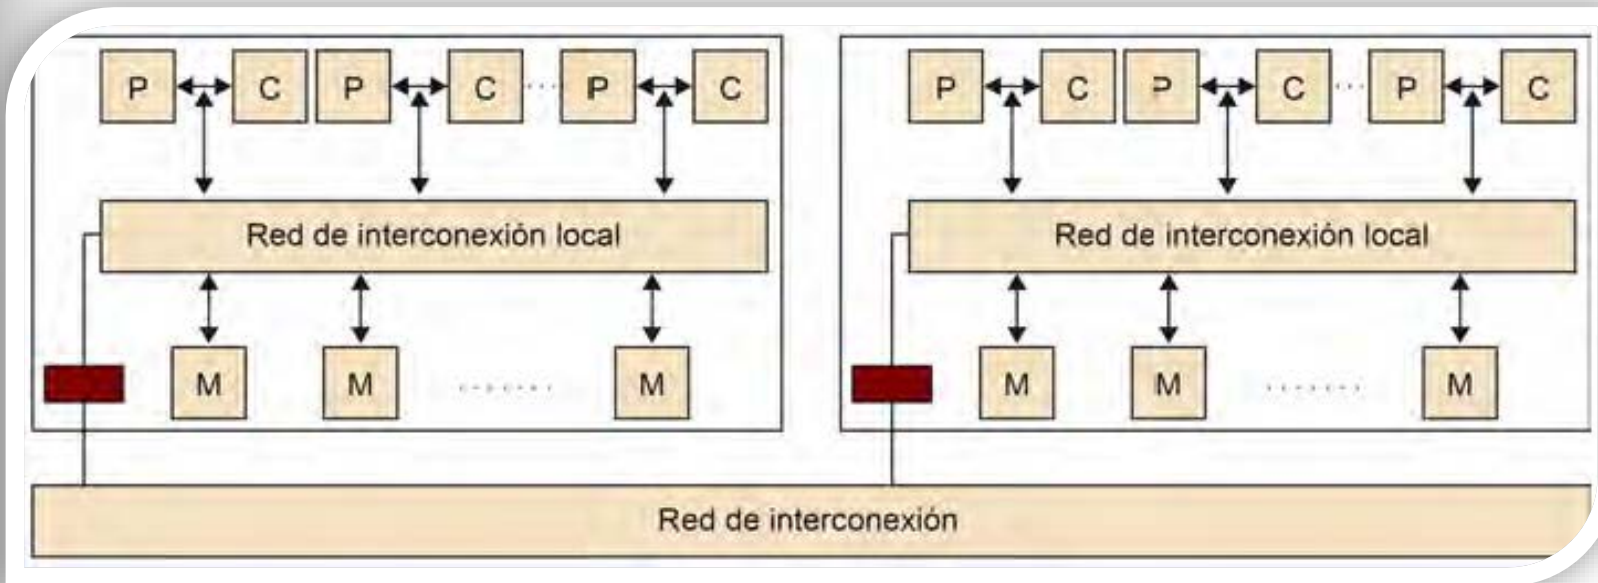 P C P C P C P C P C P C
Red de interconexión local Red de interconexión local
M M M M M M
Red de interconexión